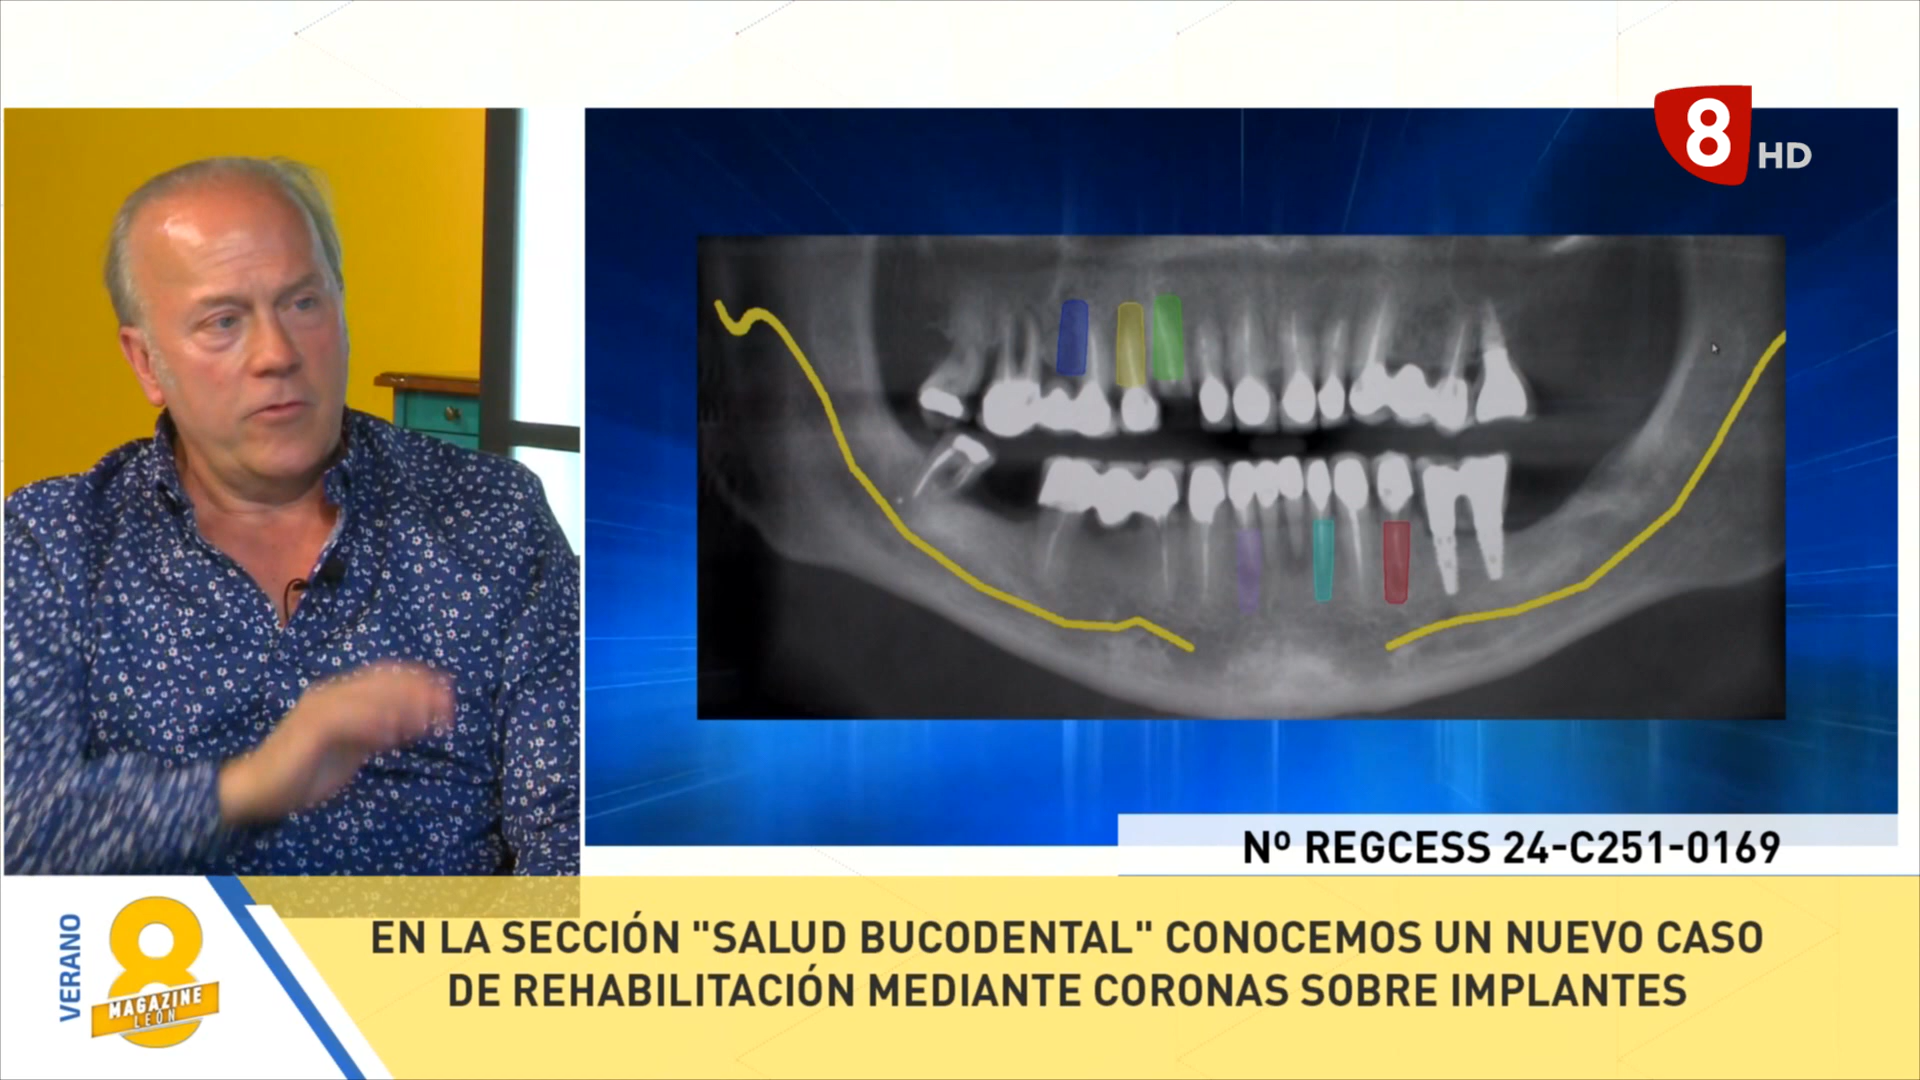 8 HD
Nº REGCESS 24-C251-0169
VERANO
8
MAGAZINE
LEÓN
EN LA SECCIÓN "SALUD BUCODENTAL" CONOCEMOS UN NUEVO CASO
DE REHABILITACIÓN MEDIANTE CORONAS SOBRE IMPLANTES